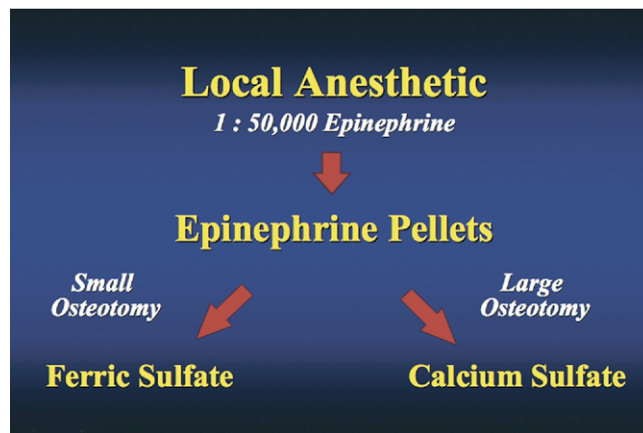 Local Anesthetic
1 : 50,000 Epinephrine
Epinephrine Pellets
Small
Osteotomy
Large
Osteotomy
Ferric Sulfate
Calcium Sulfate